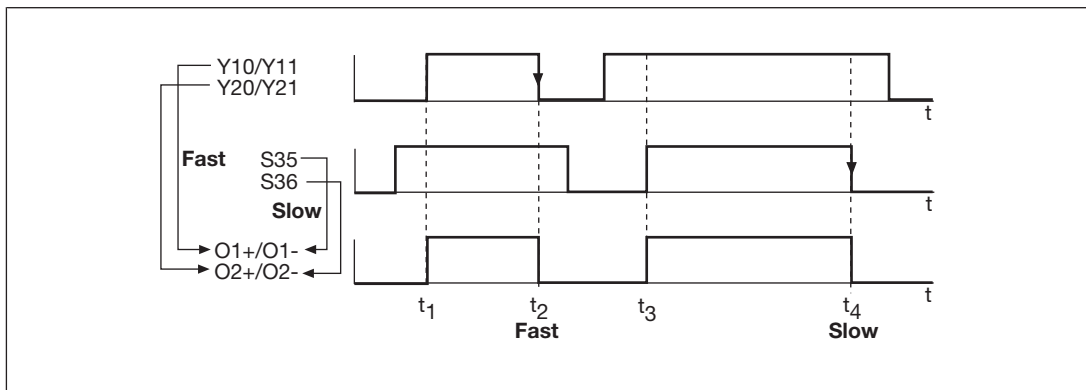 Y10/Y11
Y20/Y21
t
Fast
S35
S36
Slow
t
O1+/O1-
O2+/O2-
t
t1 t2 t3 t4
Fast Slow